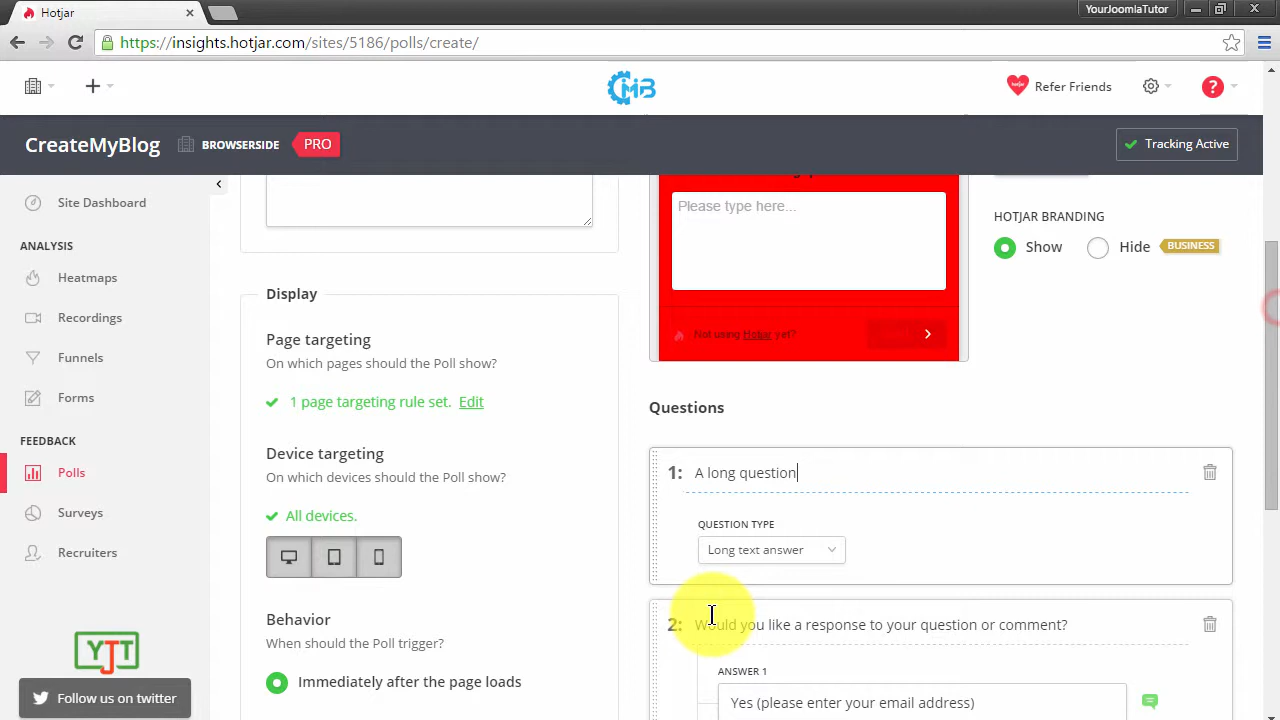 Hotjar
YourJoomlaTutor
https://insights.hotjar.com/sites/5186/polls/create/
CMB
Refer Friends
?
CreateMyBlog
BROWSERSIDE
PRO
Tracking Active
Site Dashboard
ANALYSIS
Heatmaps
Recordings
Funnels
Forms
FEEDBACK
Polls
Surveys
Recruiters
YJT
Follow us on twitter
Display
Page targeting
On which pages should the Poll show?
1 page targeting rule set. Edit
Device targeting
On which devices should the Poll show?
All devices.
Behavior
When should the Poll trigger?
Immediately after the page loads
Please type here...
Not using Hotjar yet?
HOTJAR BRANDING
Show
Hide
BUSINESS
Questions
1: A long question
QUESTION TYPE
Long text answer
2: Would you like a response to your question or comment?
ANSWER 1
Yes (please enter your email address)